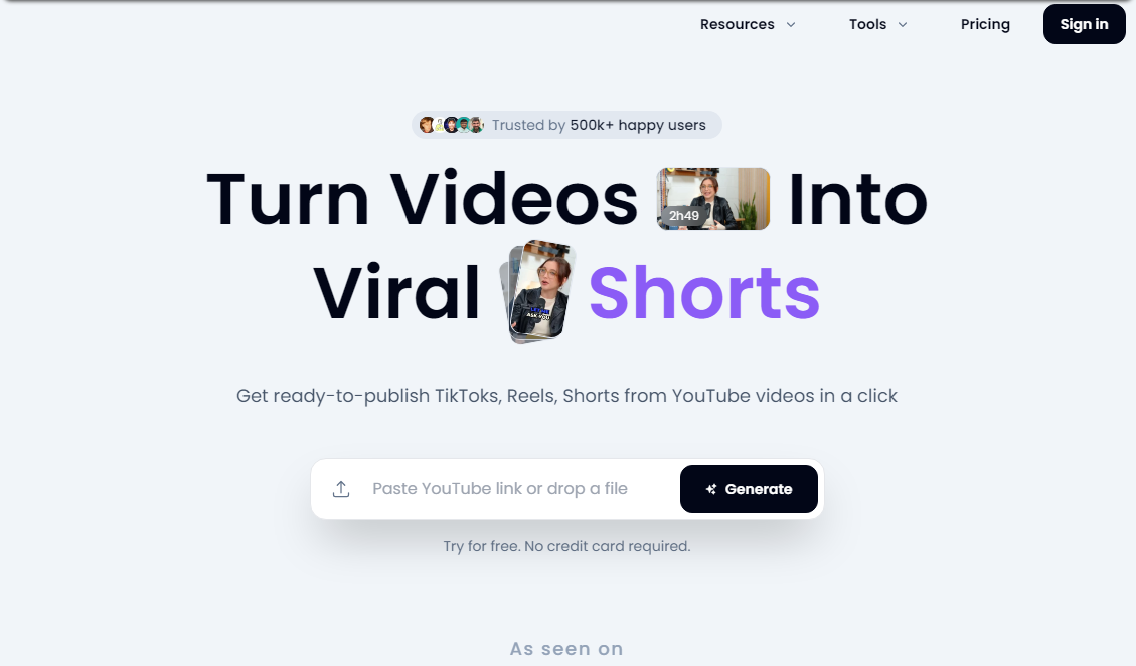 Resources Tools Pricing Sign in
Trusted by 500k+ happy users
Turn Videos 2h49 Into
Viral Shorts
ASK YOU
Get ready-to-publish TikToks, Reels, Shorts from YouTube videos in a click
Paste YouTube link or drop a file Generate
Try for free. No credit card required.
As seen on